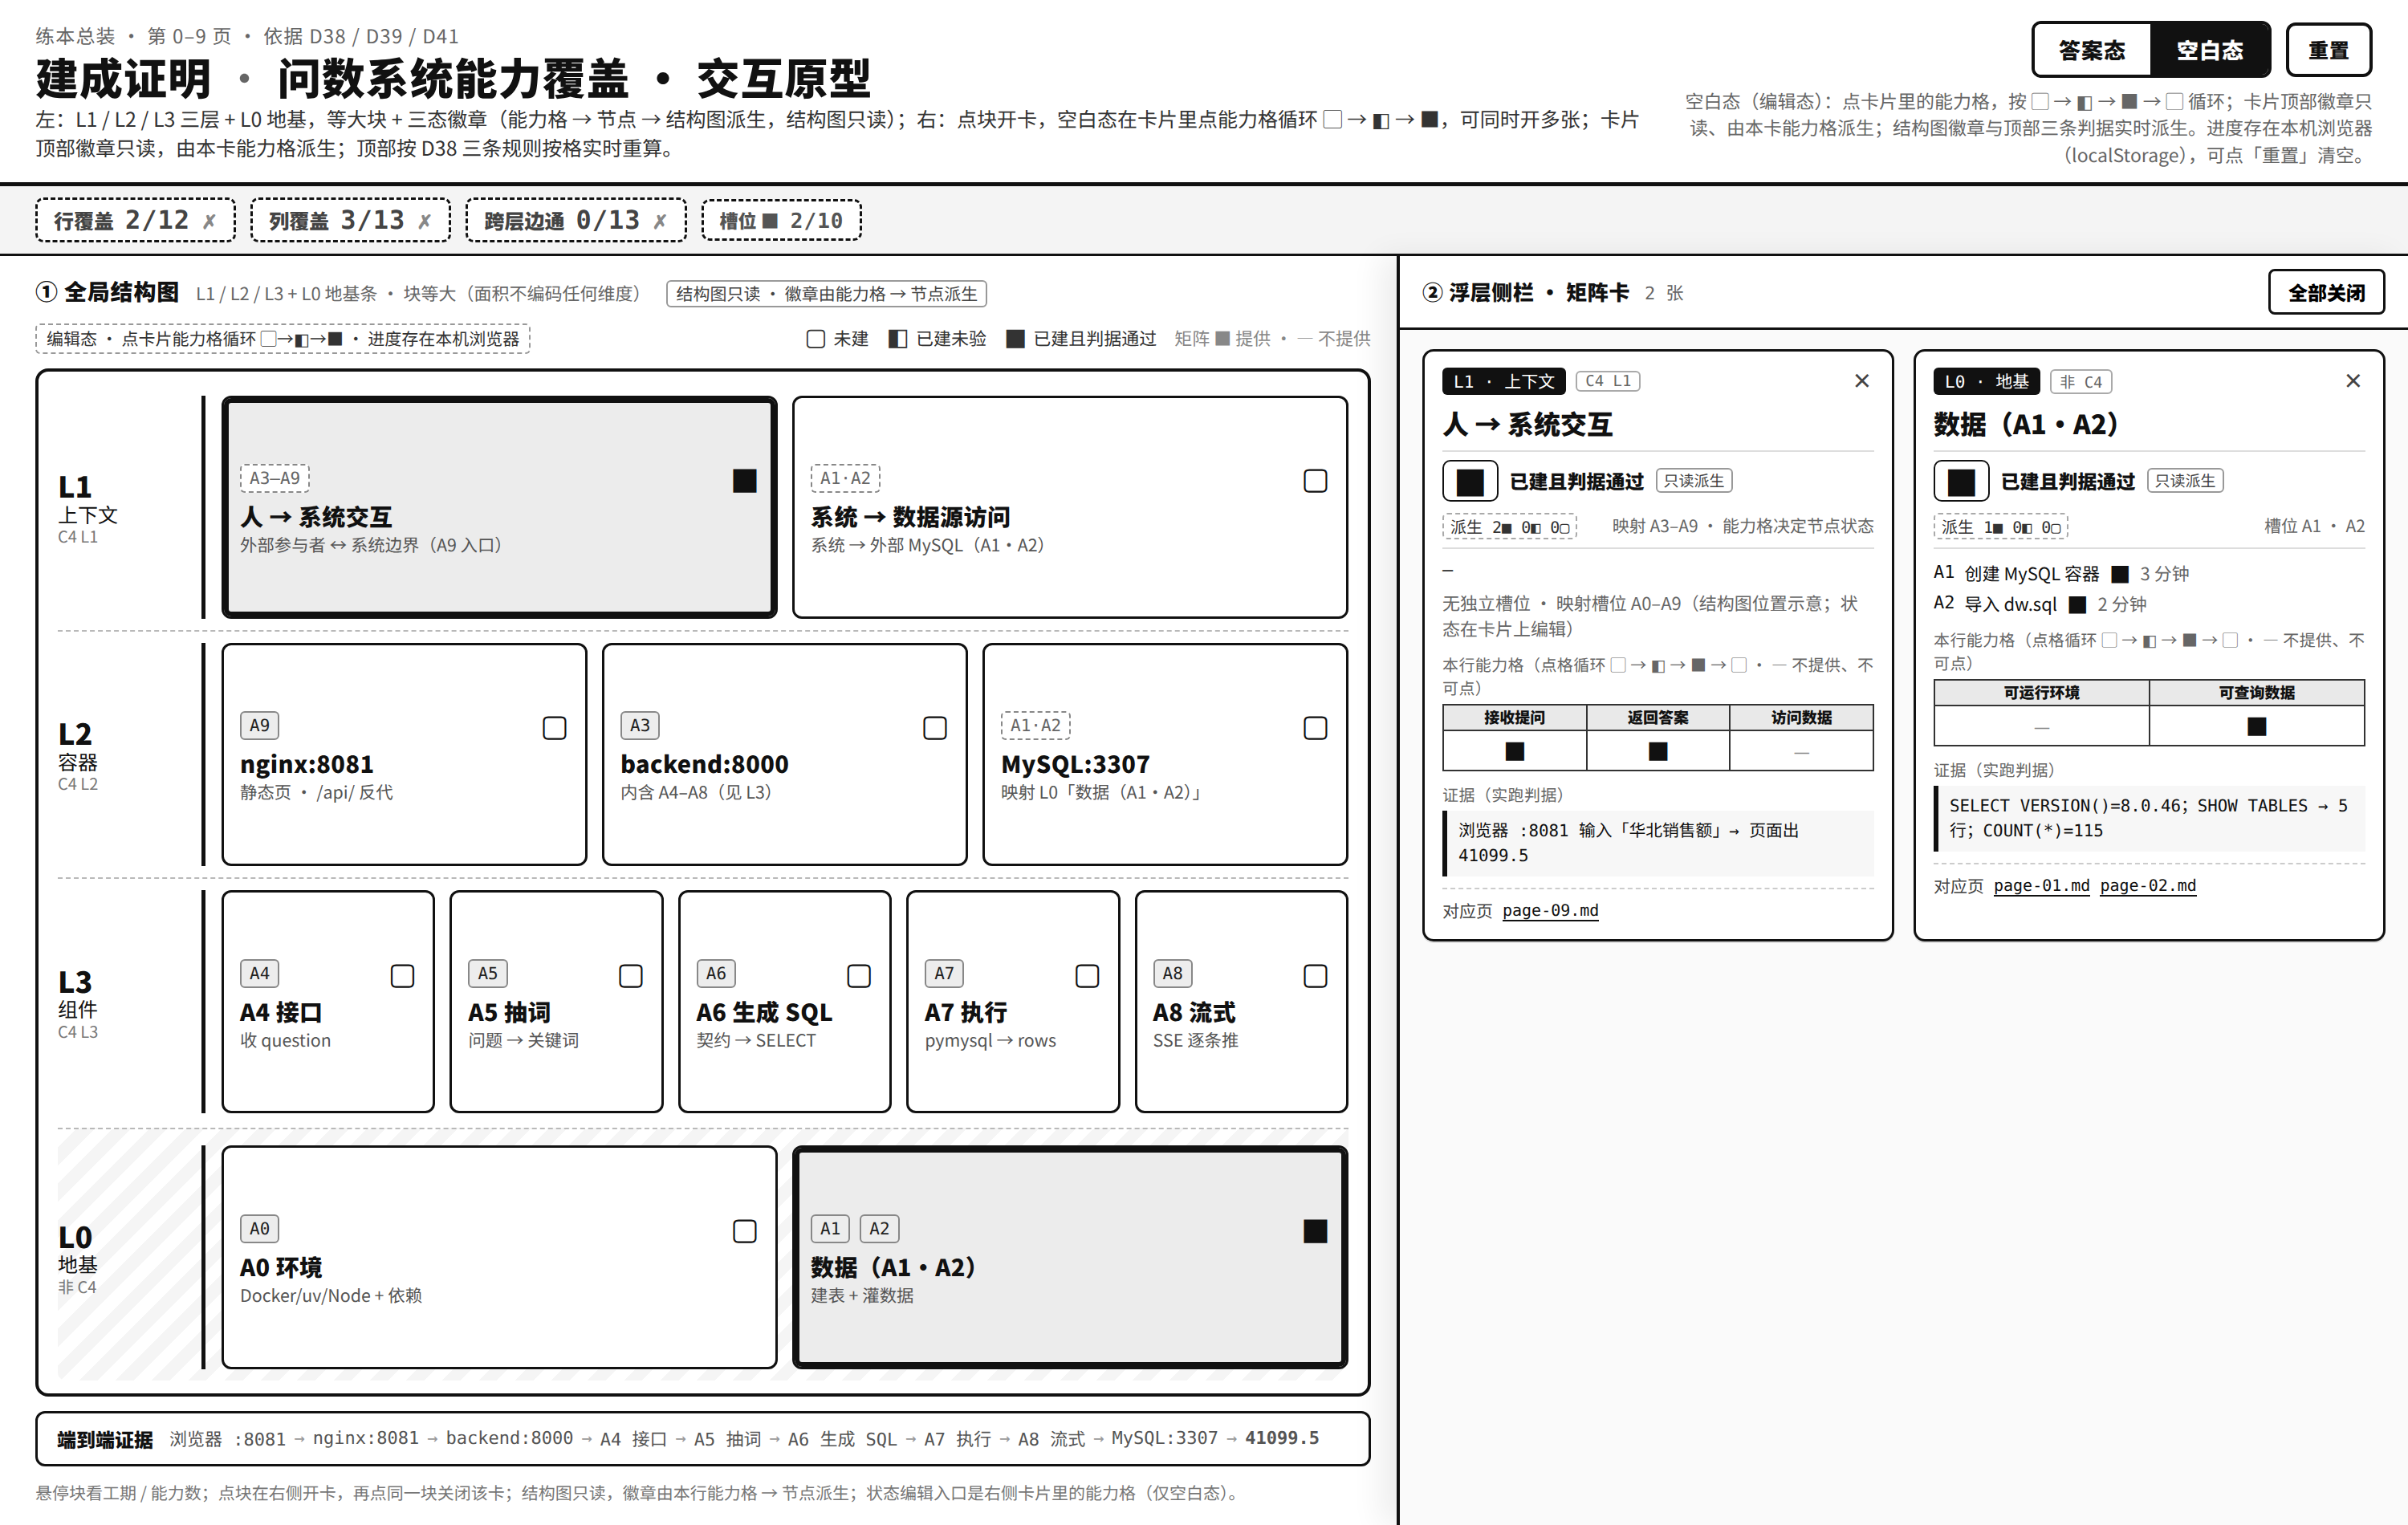 练本总装 · 第 0–9 页 · 依据 D38 / D39 / D41
建成证明 · 问数系统能力覆盖 · 交互原型
左：L1 / L2 / L3 三层 + L0 地基，等大块 + 三态徽章（能力格 → 节点 → 结构图派生，结构图只读）；右：点块开卡，空白态在卡片里点能力格循环 □ → ◧ → ■，可同时开多张；卡片
顶部徽章只读，由本卡能力格派生；顶部按 D38 三条规则按格实时重算。
答案态 空白态 重置
空白态（编辑态）：点卡片里的能力格，按 □ → ◧ → ■ → □ 循环；卡片顶部徽章只
读、由本卡能力格派生；结构图徽章与顶部三条判据实时派生。进度存在本机浏览器
（localStorage），可点「重置」清空。
行覆盖 2/12 ✗ 列覆盖 3/13 ✗ 跨层边通 0/13 ✗ 槽位 ■ 2/10
① 全局结构图 L1 / L2 / L3 + L0 地基条 · 块等大（面积不编码任何维度） 结构图只读 · 徽章由能力格 → 节点派生
编辑态 · 点卡片能力格循环 □→◧→■ · 进度存在本机浏览器
▢ 未建 ◧ 已建未验 ■ 已建且判据通过 矩阵 ■ 提供 · — 不提供
L1
上下文
C4 L1
A3–A9 ■
人 → 系统交互
外部参与者 ↔ 系统边界（A9 入口）
A1·A2 ▢
系统 → 数据源访问
系统 → 外部 MySQL（A1·A2）
L2
容器
C4 L2
A9 ▢
nginx:8081
静态页 · /api/ 反代
A3 ▢
backend:8000
内含 A4–A8（见 L3）
A1·A2 ▢
MySQL:3307
映射 L0「数据（A1·A2）」
L3
组件
C4 L3
A4 ▢
A4 接口
收 question
A5 ▢
A5 抽词
问题 → 关键词
A6 ▢
A6 生成 SQL
契约 → SELECT
A7 ▢
A7 执行
pymysql → rows
A8 ▢
A8 流式
SSE 逐条推
L0
地基
非 C4
A0 ▢
A0 环境
Docker/uv/Node + 依赖
A1 A2 ■
数据（A1·A2）
建表 + 灌数据
端到端证据 浏览器 :8081 → nginx:8081 → backend:8000 → A4 接口 → A5 抽词 → A6 生成 SQL → A7 执行 → A8 流式 → MySQL:3307 → 41099.5
悬停块看工期 / 能力数；点块在右侧开卡，再点同一块关闭该卡；结构图只读，徽章由本行能力格 → 节点派生；状态编辑入口是右侧卡片里的能力格（仅空白态）。
② 浮层侧栏 · 矩阵卡 2 张 全部关闭
L1 · 上下文 C4 L1 ×
人 → 系统交互
■ 已建且判据通过 只读派生
派生 2■ 0◧ 0▢ 映射 A3–A9 · 能力格决定节点状态
—
无独立槽位 · 映射槽位 A0–A9（结构图位置示意；状
态在卡片上编辑）
本行能力格（点格循环 □ → ◧ → ■ → □ · — 不提供、不
可点）
接收提问 返回答案 访问数据
■ ■ —
证据（实跑判据）
浏览器 :8081 输入「华北销售额」→ 页面出
41099.5
对应页 page-09.md
L0 · 地基 非 C4 ×
数据（A1·A2）
■ 已建且判据通过 只读派生
派生 1■ 0◧ 0▢ 槽位 A1 · A2
A1 创建 MySQL 容器 ■ 3 分钟
A2 导入 dw.sql ■ 2 分钟
本行能力格（点格循环 □ → ◧ → ■ → □ · — 不提供、不
可点）
可运行环境 可查询数据
— ■
证据（实跑判据）
SELECT VERSION()=8.0.46；SHOW TABLES → 5
行；COUNT(*)=115
对应页 page-01.md page-02.md